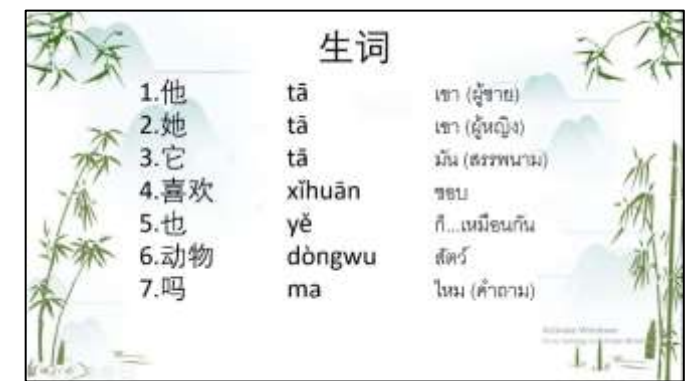 生词
1.他 tā เขา (ผู้ชาย)
2.她 tā เขา (ผู้หญิง)
3.它 tā มัน (สรรพนาม)
4.喜欢 xǐhuān ชอบ
5.也 yě ก็...เหมือนกัน
6.动物 dòngwu สัตว์
7.吗 ma ไหม (คำถาม)
Activate Windows